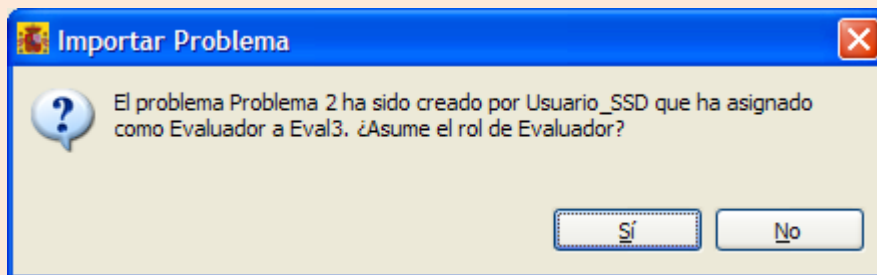 Importar Problema
El problema Problema 2 ha sido creado por Usuario_SSD que ha asignado
como Evaluador a Eval3. ¿Asume el rol de Evaluador?
Sí No